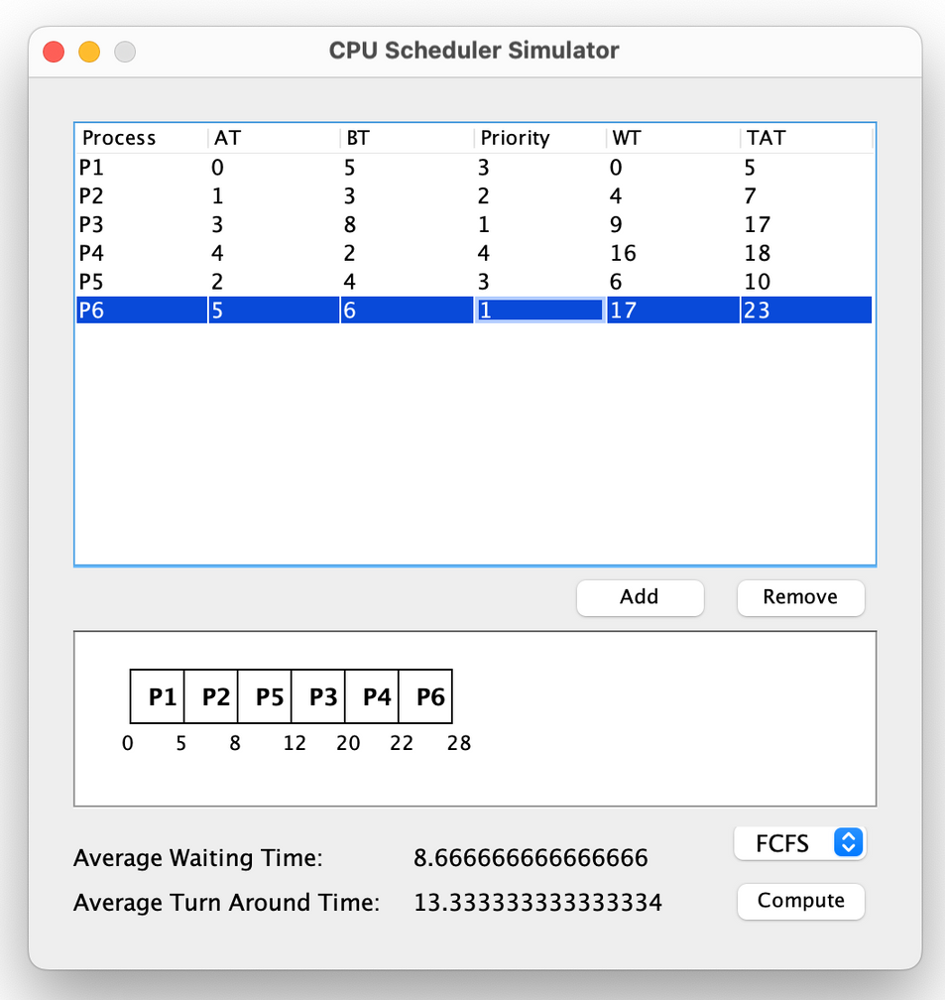 CPU Scheduler Simulator
Process AT BT Priority WT TAT
P1 0 5 3 0 5
P2 1 3 2 4 7
P3 3 8 1 9 17
P4 4 2 4 16 18
P5 2 4 3 6 10
P6 5 6 1 17 23
Add Remove
P1 P2 P5 P3 P4 P6
0 5 8 12 20 22 28
Average Waiting Time: 8.666666666666666 FCFS
Average Turn Around Time: 13.333333333333334 Compute